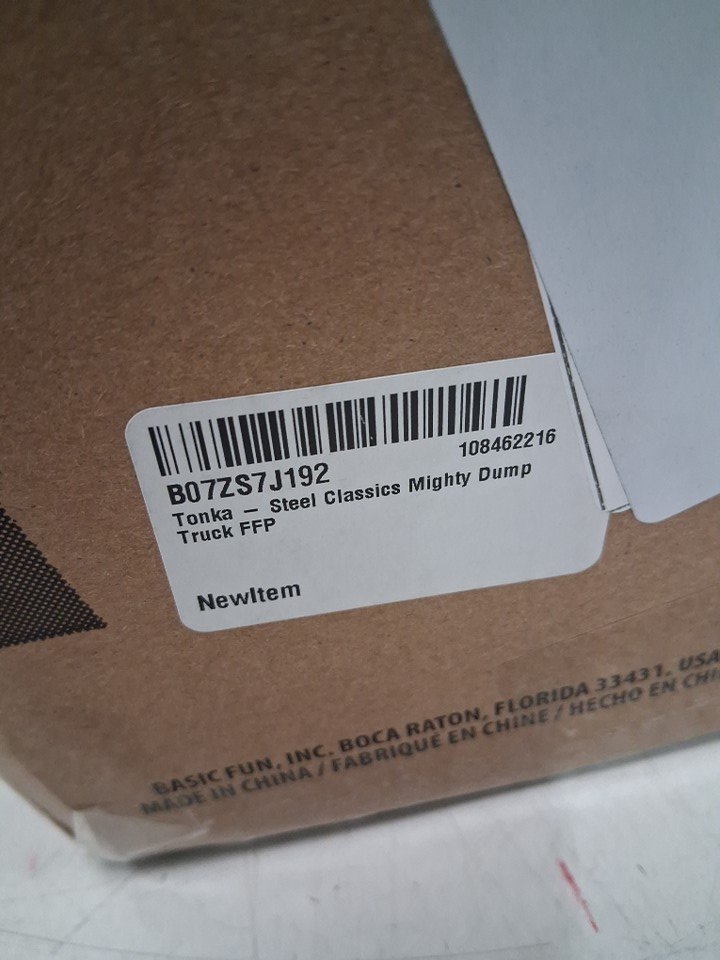 108462216
B07ZS7J192
Tonka – Steel Classics Mighty Dump
Truck FFP
NewItem
BASIC FUN, INC. BOCA RATON, FLORIDA 33431, USA
MADE IN CHINA / FABRIQUÉ EN CHINE / HECHO EN